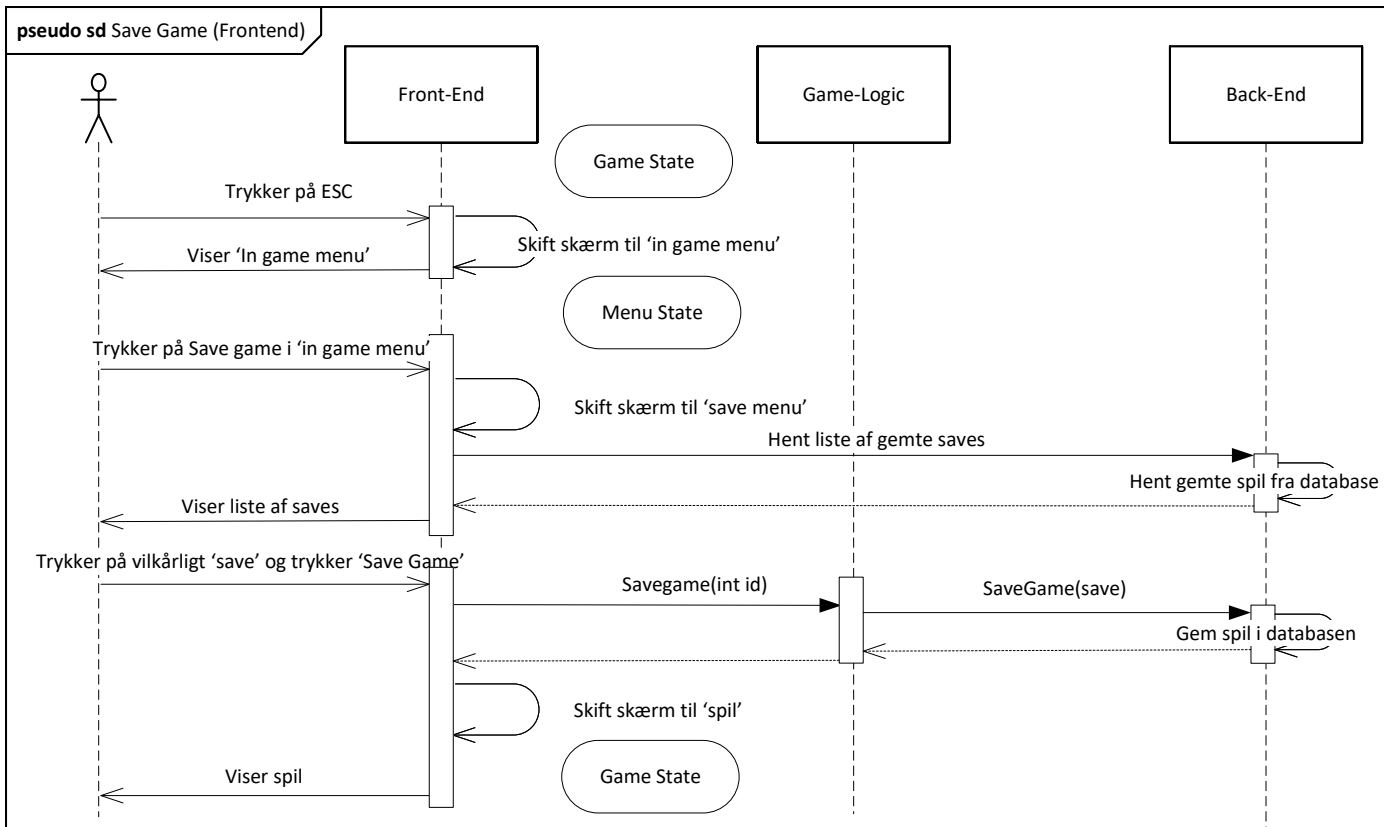 pseudo sd Save Game (Frontend)
Front-End
Game-Logic
Back-End
Game State
Trykker på ESC
Skift skærm til ‘in game menu’
Viser ‘In game menu’
Menu State
Trykker på Save game i ‘in game menu’
Skift skærm til ‘save menu’
Hent liste af gemte saves
Hent gemte spil fra database
Viser liste af saves
Trykker på vilkårligt ‘save’ og trykker ‘Save Game’
Savegame(int id)
SaveGame(save)
Gem spil i databasen
Skift skærm til ‘spil’
Viser spil
Game State